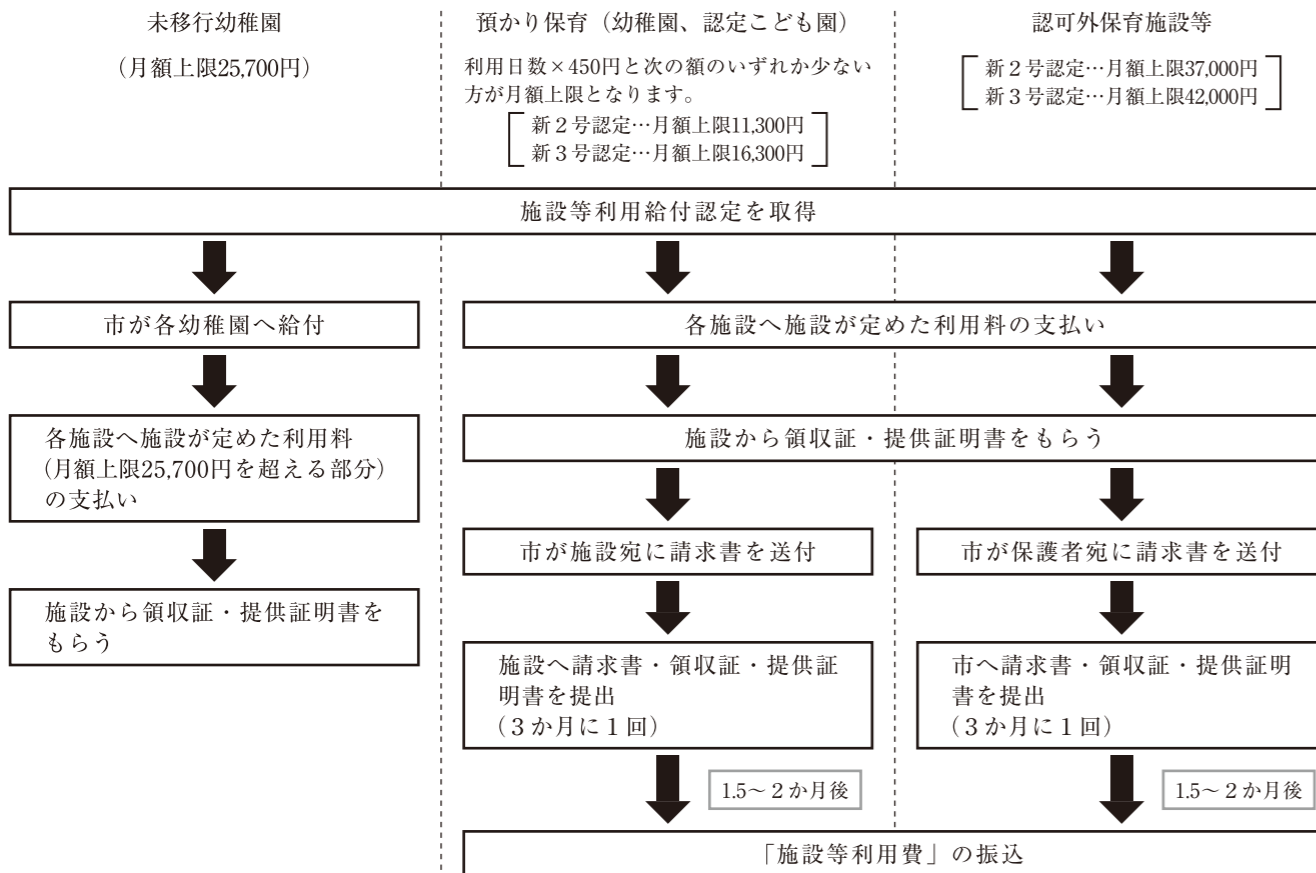 未移行幼稚園
(月額上限25,700円)
預かり保育(幼稚園、認定こども園)
利用日数×450円と次の額のいずれか少ない
方が月額上限となります。
新2号認定…月額上限11,300円
新3号認定…月額上限16,300円
認可外保育施設等
新2号認定…月額上限37,000円
新3号認定…月額上限42,000円
施設等利用給付認定を取得
市が各幼稚園へ給付
各施設へ施設が定めた利用料の支払い
各施設へ施設が定めた利用料
(月額上限25,700円を超える部分)
の支払い
施設から領収証・提供証明書をもらう
市が施設宛に請求書を送付
市が保護者宛に請求書を送付
施設から領収証・提供証明書を
もらう
施設へ請求書・領収証・提供証
明書を提出
(3か月に1回)
市へ請求書・領収証・提供証明
書を提出
(3か月に1回)
1.5~2か月後
1.5~2か月後
「施設等利用費」の振込